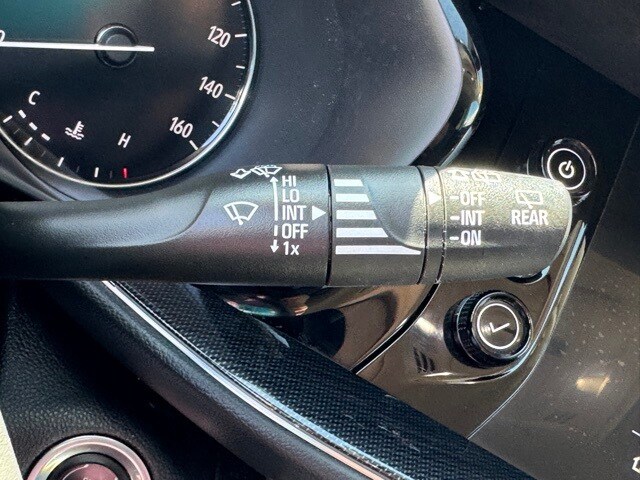 120
140
160
C
H
HI
LO
INT
OFF
1x
-OFF
-INT
-ON
REAR